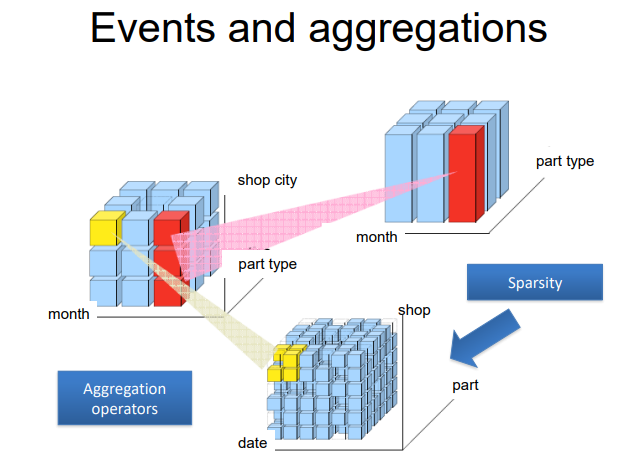 Events and aggregations
part type
shop city
month
part type
Sparsity
month
shop
Aggregation
operators
part
date